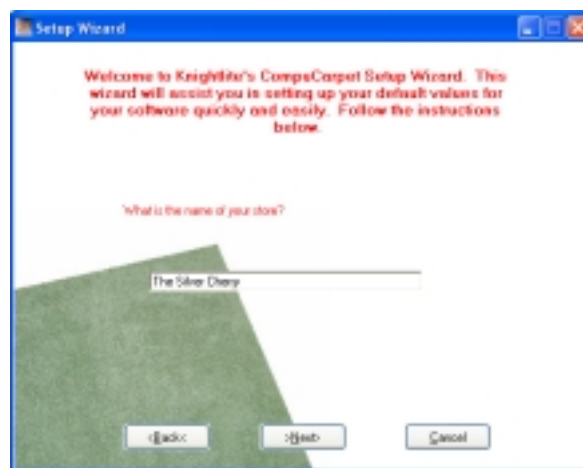 Setup Wizard
Welcome to Knightlite's CompuCarpet Setup Wizard. This
wizard will assist you in setting up your default values for
your software quickly and easily. Follow the instructions
below.
What is the name of your store?
The Silver
<Back<
>Next>
Cancel